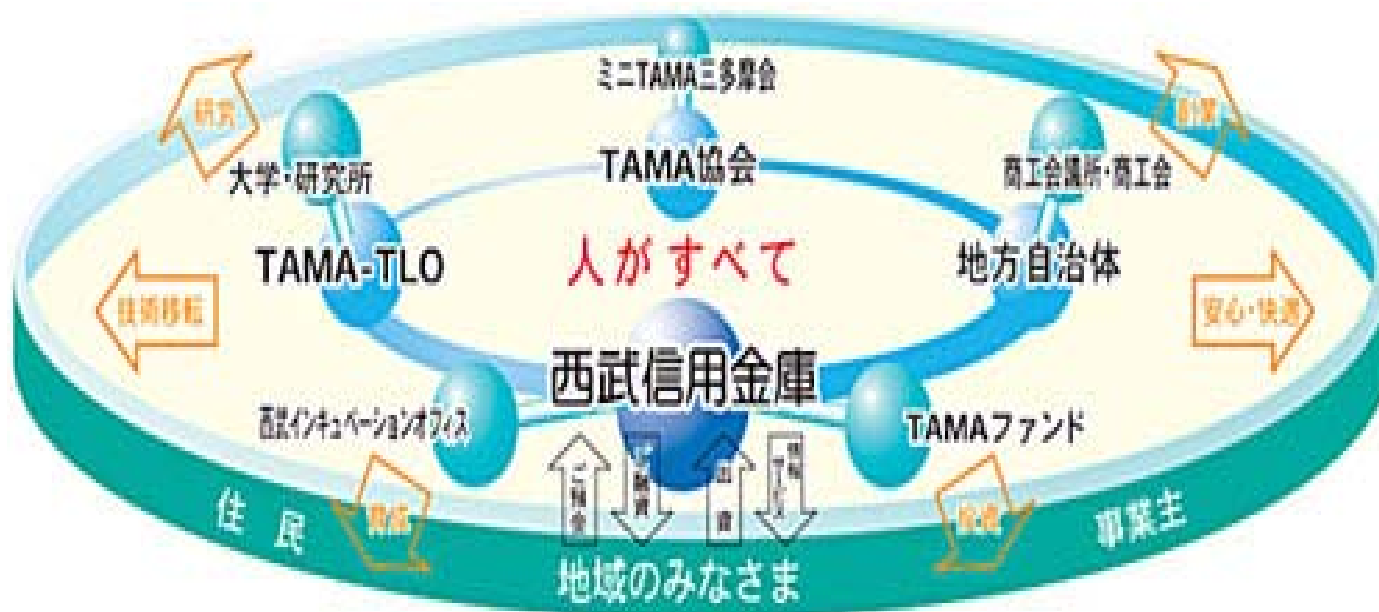 ミニTAMA三多摩会
研究
創業
大学・研究所
TAMA協会
商工会議所・商工会
TAMA-TLO
人がすべて
地方自治体
技術移転
安心・快適
西武信用金庫
西武インキュベーションオフィス
TAMAファンド
ご預金
ご融資
出資
情報サービス
育成
投資
住民
事業主
地域のみなさま